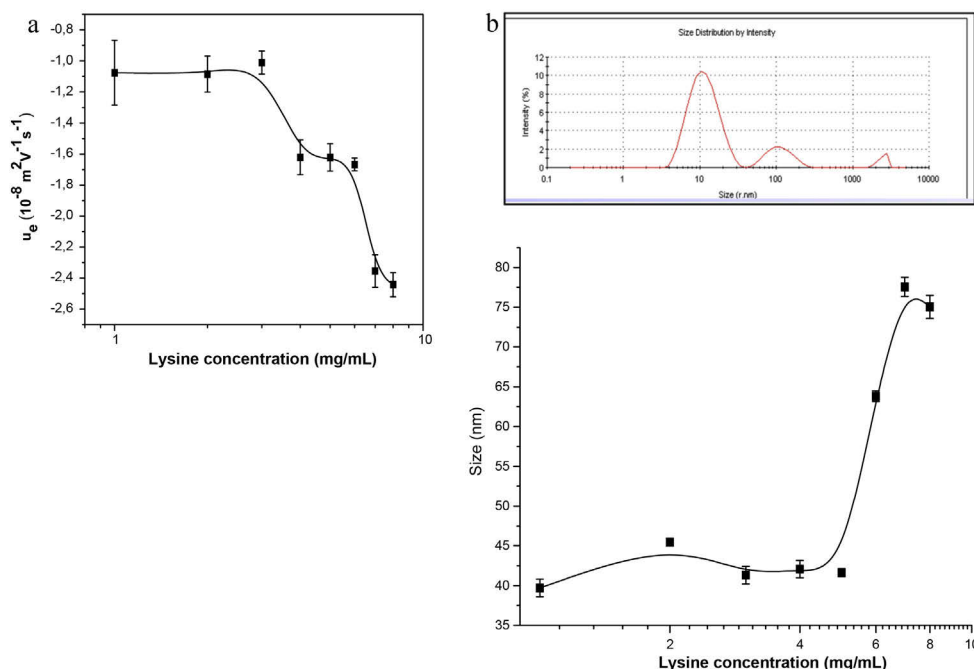 a
-0,8
-1,0
-1,2
-1,4
-1,6
-1,8
-2,0
-2,2
-2,4
-2,6
u_e (10^-8 m^2V^-1s^-1)
1 10
Lysine concentration (mg/mL)
b
Size Distribution by Intensity
12
10
8
6
4
2
0
Intensity (%)
0.1 1 10 100 1000 10000
Size (r.nm)
80
75
70
65
60
55
50
45
40
35
Size (nm)
2 4 6 8 10
Lysine concentration (mg/mL)